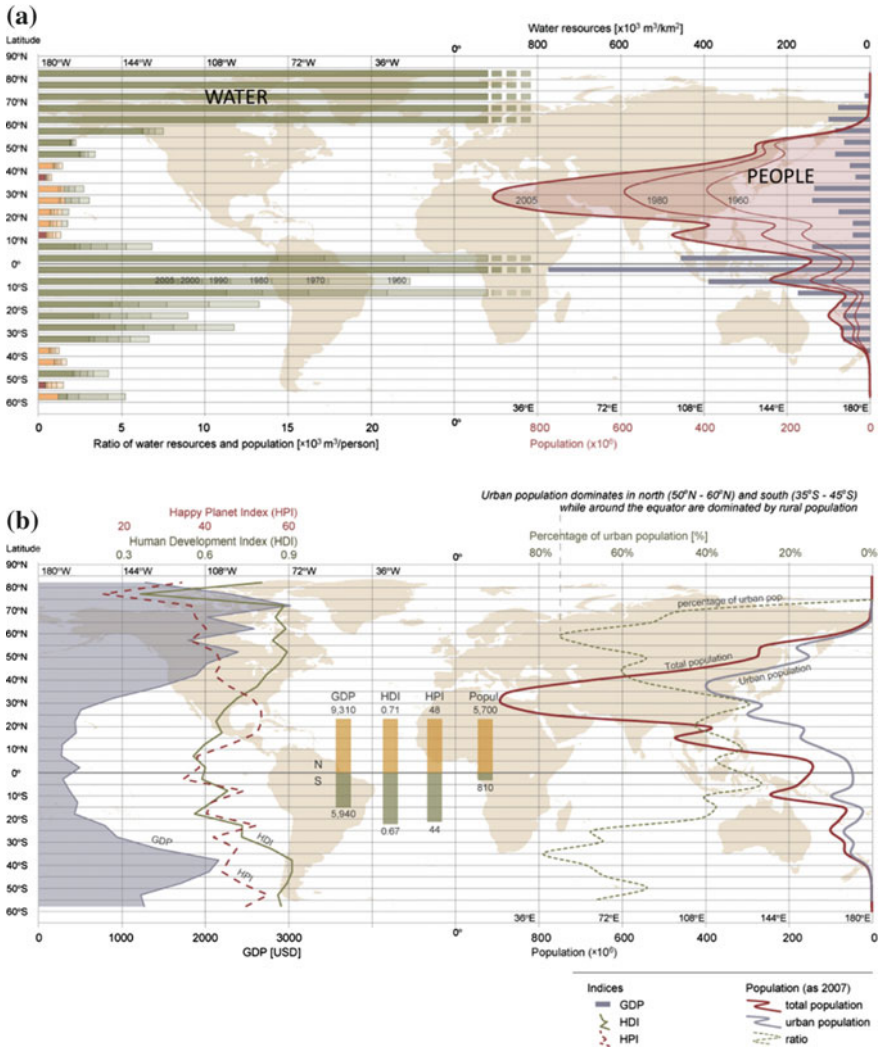 (a)
Latitude
Water resources [x10³ m³/km²]
180°W 144°W 108°W 72°W 36°W 0° 800 600 400 200 0
90°N
80°N
70°N
60°N
50°N
40°N
30°N
20°N
10°N
0°
10°S
20°S
30°S
40°S
50°S
60°S
WATER
PEOPLE
2005 1980 1960
2005 2000 1990 1980 1970 1960
36°E 72°E 108°E 144°E 180°E
0 5 10 15 20 0° 800 600 400 200 0
Ratio of water resources and population [×10³ m³/person]
Population (×10⁶)
Urban population dominates in north (50°N - 60°N) and south (35°S - 45°S)
while around the equator are dominated by rural population
(b)
Happy Planet Index (HPI)
20 40 60
Human Development Index (HDI)
0.3 0.6 0.9
Percentage of urban population [%]
0° 80% 60% 40% 20% 0%
Latitude
180°W 144°W 108°W 72°W 36°W
90°N
80°N
70°N
60°N
50°N
40°N
30°N
20°N
10°N
0°
10°S
20°S
30°S
40°S
50°S
60°S
percentage of urban pop.
Total population
Urban population
GDP HDI HPI Popul
9,310 0.71 48 5,700
N
S
5,940 0.67 44 810
GDP
HDI
HPI
36°E 72°E 108°E 144°E 180°E
0 1000 2000 3000 0° 800 600 400 200 0
GDP [USD]
Population (×10⁶)
Indices
GDP
HDI
HPI
Population (as 2007)
total population
urban population
ratio